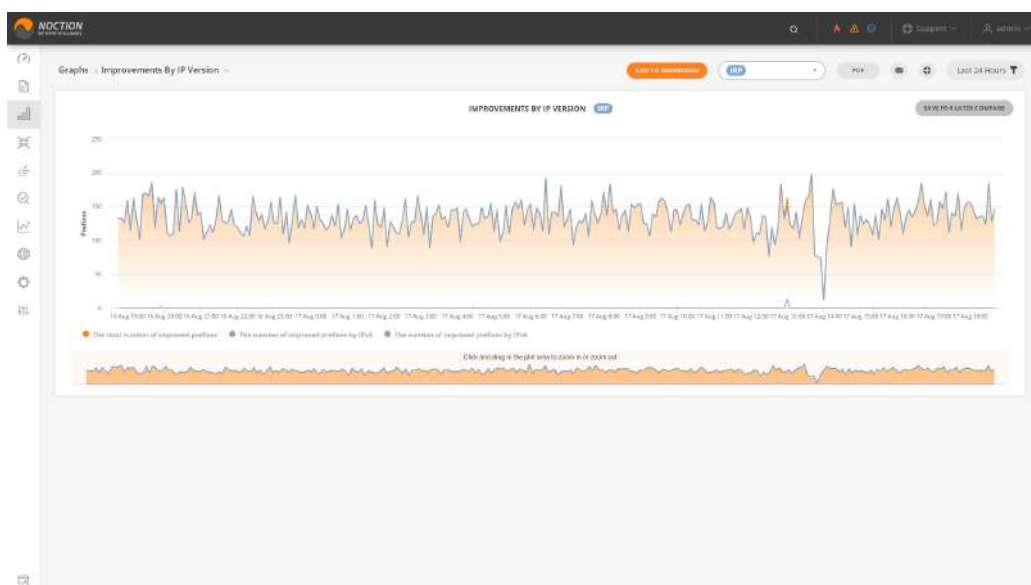 NOCTION
Support
admin
Graphs
Improvements By IP Version
ADD TO DASHBOARD
IRP
PDF
Last 24 Hours
IMPROVEMENTS BY IP VERSION IRP
SAVE FOR LATER COMPARE
250
200
150
100
50
0
Prefixes
16 Aug 19:00 16 Aug 20:00 16 Aug 21:00 16 Aug 22:00 16 Aug 23:00 17 Aug 0:00 17 Aug 1:00 17 Aug 2:00 17 Aug 3:00 17 Aug 4:00 17 Aug 5:00 17 Aug 6:00 17 Aug 7:00 17 Aug 8:00 17 Aug 9:00 17 Aug 10:00 17 Aug 11:00 17 Aug 12:00 17 Aug 13:00 17 Aug 14:00 17 Aug 15:00 17 Aug 16:00 17 Aug 17:00 17 Aug 18:00
The total number of improved prefixes The number of improved prefixes by IPv4 The number of improved prefixes by IPv6
Click and drag in the plot area to zoom in or zoom out